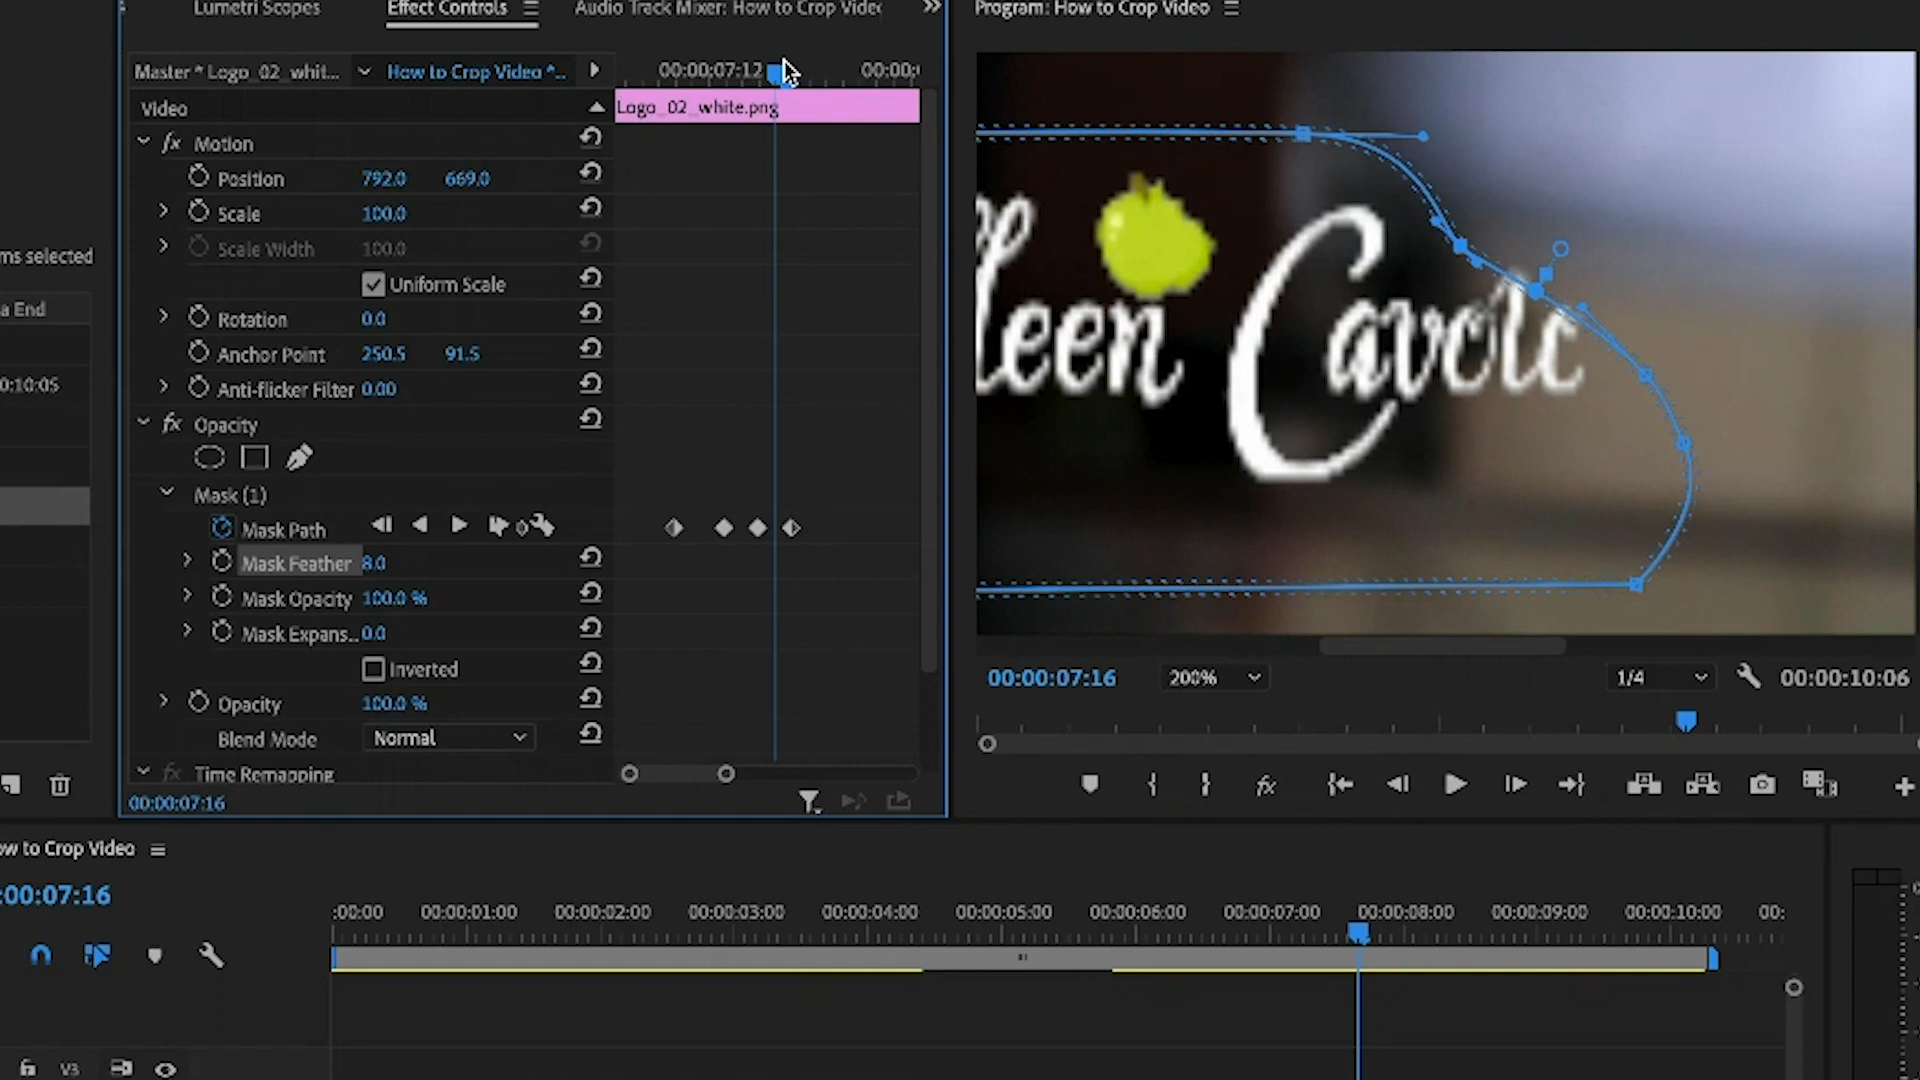 Lumetri Scopes
Effect Controls
Audio Track Mixer: How to Crop Videc
Program: How to Crop Video
Master * Logo_02_whit...
How to Crop Video *..
00:00:07:12
00:00:
Video
Logo_02_white.png
fx Motion
Position 792.0 669.0
Scale 100.0
Scale Width 100.0
Uniform Scale
Rotation 0.0
Anchor Point 250.5 91.5
Anti-flicker Filter 0.00
fx Opacity
Mask (1)
Mask Path
Mask Feather 8.0
Mask Opacity 100.0 %
Mask Expans... 0.0
Inverted
Opacity 100.0 %
Blend Mode Normal
fx Time Remapping
00:00:07:16
ms selected
a End
0:10:05
leen Cavolc
00:00:07:16
200%
1/4
00:00:10:06
fx
ow to Crop Video
:00:07:16
:00:00
00:00:01:00
00:00:02:00
00:00:03:00
00:00:04:00
00:00:05:00
00:00:06:00
00:00:07:00
00:00:08:00
00:00:09:00
00:00:10:00
00:
V3